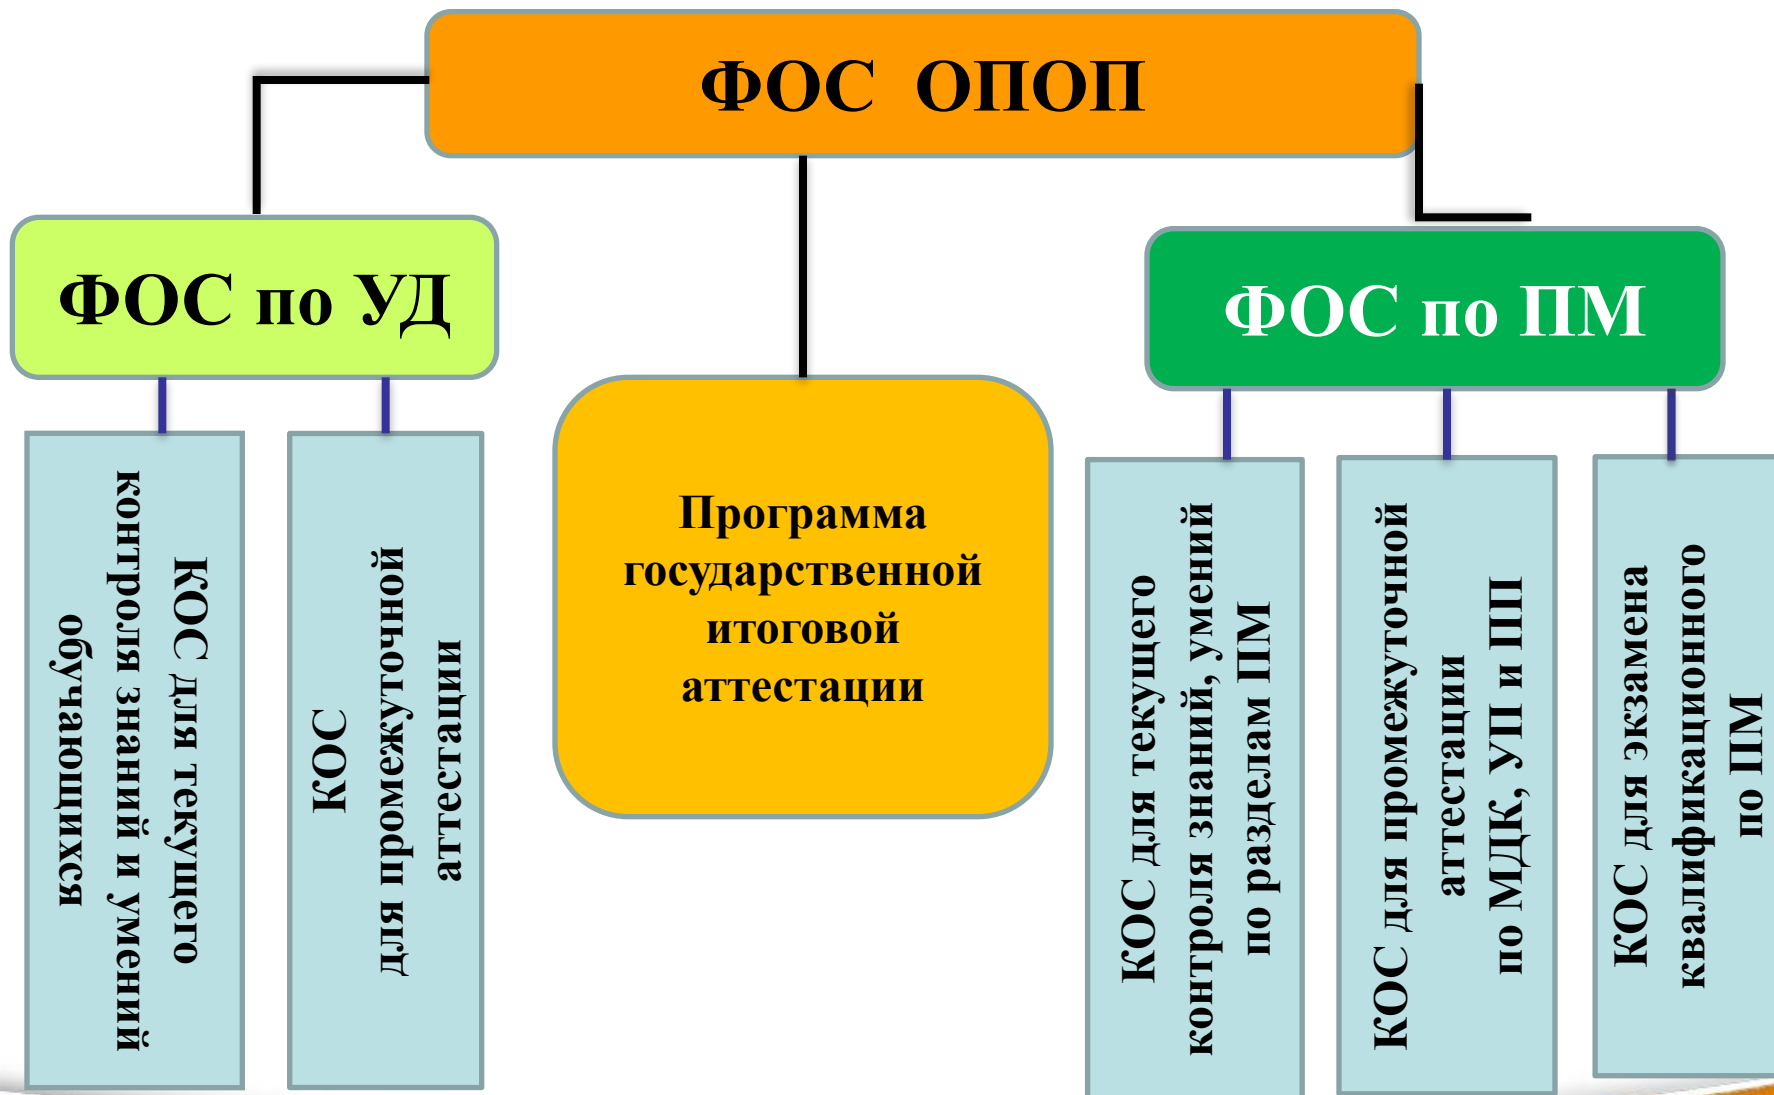 ФОС ОПОП
ФОС по УД
ФОС по ПМ
Программа
государственной
итоговой
аттестации
КОС для текущего
контроля знаний и умений
обучающихся
КОС
для промежуточной
аттестации
КОС для текущего
контроля знаний, умений
по разделам ПМ
КОС для промежуточной
аттестации
по МДК, УП и ПП
КОС для экзамена
квалификационного
по ПМ